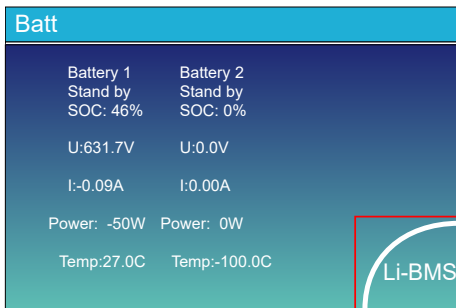 Batt
Battery 1 Battery 2
Stand by Stand by
SOC: 46% SOC: 0%
U:631.7V U:0.0V
I:-0.09A I:0.00A
Power: -50W Power: 0W
Temp:27.0C Temp:-100.0C
Li-BMS